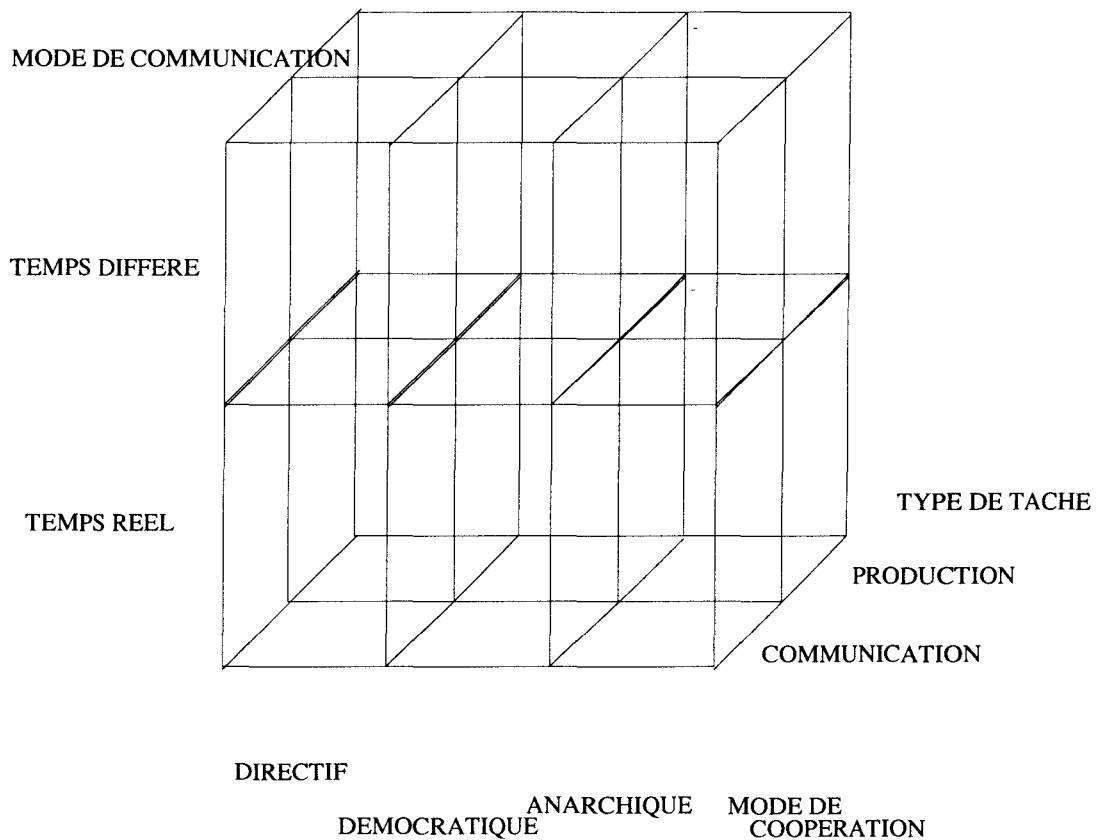 MODE DE COMMUNICATION
TEMPS DIFFERE
TEMPS REEL
TYPE DE TACHE
PRODUCTION
COMMUNICATION
DIRECTIF
DEMOCRATIQUE
ANARCHIQUE
MODE DE
COOPERATION